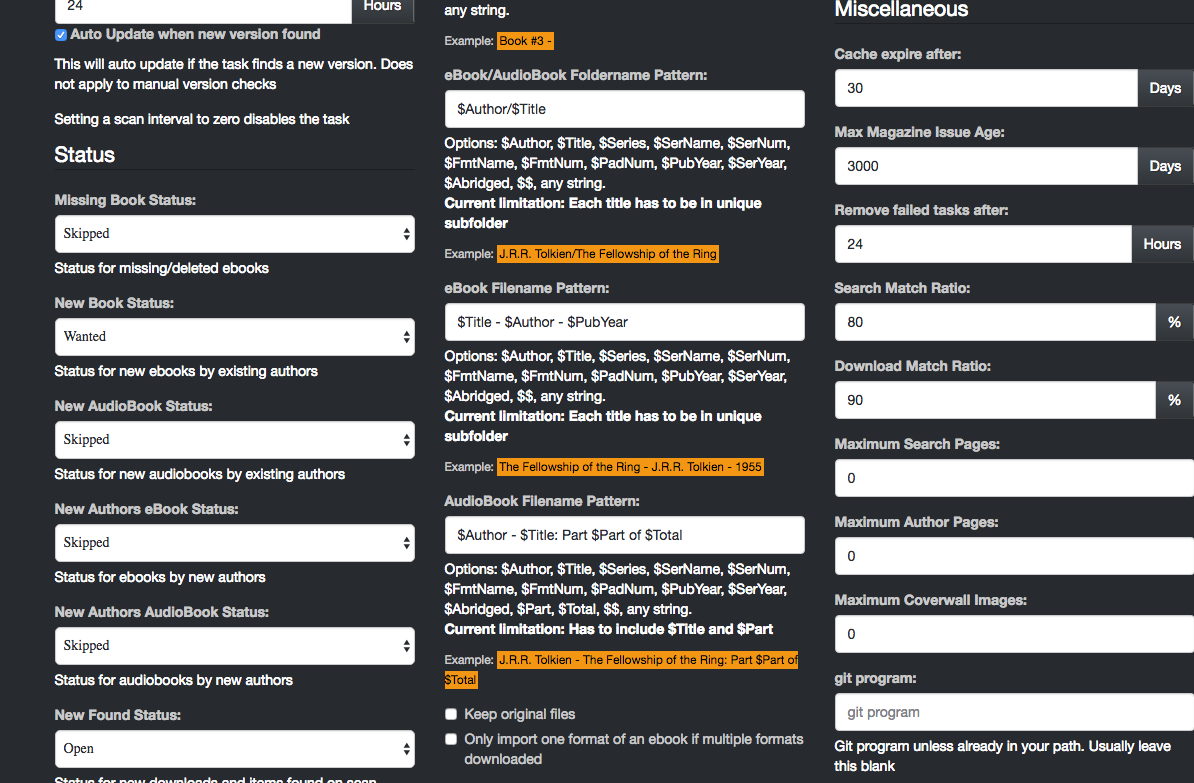 24
Hours
Auto Update when new version found
This will auto update if the task finds a new version. Does
not apply to manual version checks
Setting a scan interval to zero disables the task
Status
Missing Book Status:
Skipped
Status for missing/deleted ebooks
New Book Status:
Wanted
Status for new ebooks by existing authors
New AudioBook Status:
Skipped
Status for new audiobooks by existing authors
New Authors eBook Status:
Skipped
Status for ebooks by new authors
New Authors AudioBook Status:
Skipped
Status for audiobooks by new authors
New Found Status:
Open
Status for new downloads and items found on scan
any string.
Example: Book #3 -
eBook/AudioBook Foldername Pattern:
$Author/$Title
Options: $Author, $Title, $Series, $SerName, $SerNum,
$FmtName, $FmtNum, $PadNum, $PubYear, $SerYear,
$Abridged, $$, any string.
Current limitation: Each title has to be in unique
subfolder
Example: J.R.R. Tolkien/The Fellowship of the Ring
eBook Filename Pattern:
$Title - $Author - $PubYear
Options: $Author, $Title, $Series, $SerName, $SerNum,
$FmtName, $FmtNum, $PadNum, $PubYear, $SerYear,
$Abridged, $$, any string.
Current limitation: Each title has to be in unique
subfolder
Example: The Fellowship of the Ring - J.R.R. Tolkien - 1955
AudioBook Filename Pattern:
$Author - $Title: Part $Part of $Total
Options: $Author, $Title, $Series, $SerName, $SerNum,
$FmtName, $FmtNum, $PadNum, $PubYear, $SerYear,
$Abridged, $Part, $Total, $$, any string.
Current limitation: Has to include $Title and $Part
Example: J.R.R. Tolkien - The Fellowship of the Ring: Part $Part of
$Total
Keep original files
Only import one format of an ebook if multiple formats
downloaded
Miscellaneous
Cache expire after:
30
Days
Max Magazine Issue Age:
3000
Days
Remove failed tasks after:
24
Hours
Search Match Ratio:
80
%
Download Match Ratio:
90
%
Maximum Search Pages:
0
Maximum Author Pages:
0
Maximum Coverwall Images:
0
git program:
git program
Git program unless already in your path. Usually leave
this blank